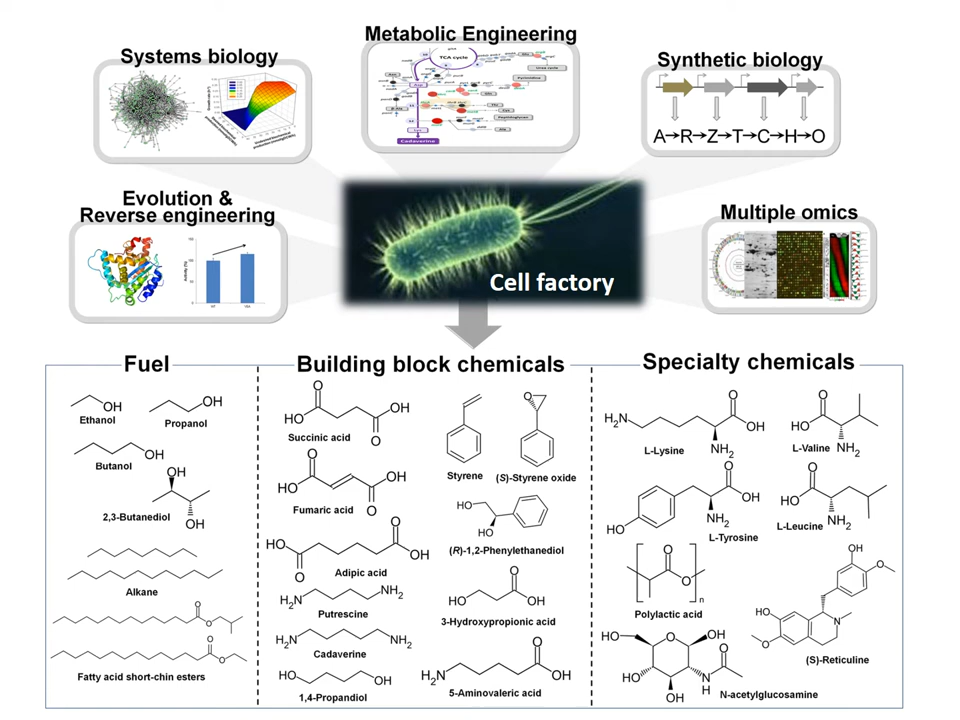 Metabolic Engineering
Systems biology
Synthetic biology
TCA cycle
Cadaverine
A→R→Z→T→C→H→O
Evolution &
Reverse engineering
Activity (%)
Multiple omics
Cell factory
Fuel
Building block chemicals
Specialty chemicals
OH
Ethanol
OH
Propanol
OH
Butanol
OH
OH
2,3-Butanediol
Alkane
O
O
O
O
Fatty acid short-chin esters
O
HO
OH
O
Succinic acid
O
HO
OH
O
Fumaric acid
O
HO
OH
O
Adipic acid
H2N
NH2
Putrescine
H2N
NH2
Cadaverine
HO
OH
1,4-Propandiol
Styrene
O
(S)-Styrene oxide
HO
HO
(R)-1,2-Phenylethanediol
O
HO
OH
3-Hydroxypropionic acid
O
H2N
OH
5-Aminovaleric acid
H2N
O
OH
NH2
L-Lysine
O
HO
NH2
L-Valine
O
OH
NH2
HO
L-Tyrosine
O
HO
NH2
L-Leucine
O
O
n
Polylactic acid
OH
O
HO
N
O
(S)-Reticuline
HO
O
OH
HO
OH
N
H
O
N-acetylglucosamine